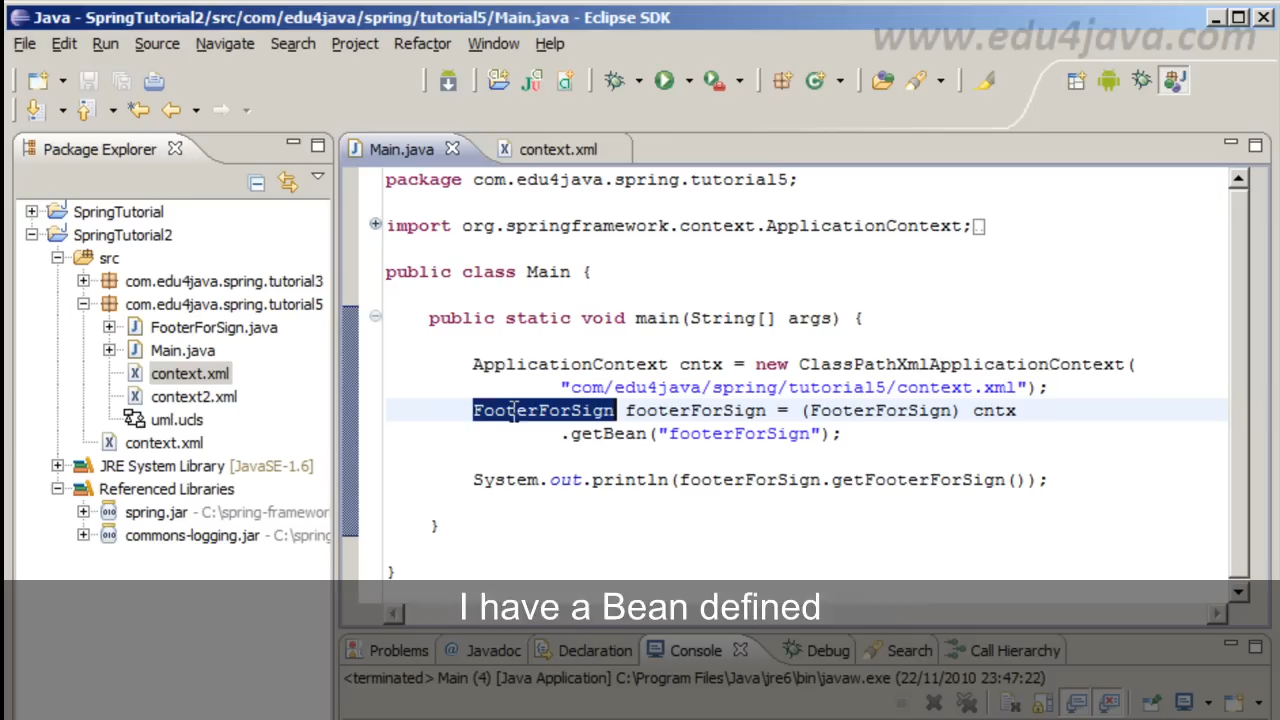 Java - SpringTutorial2/src/com/edu4java/spring/tutorial5/Main.java - Eclipse SDK
www.edu4java.com
File Edit Run Source Navigate Search Project Refactor Window Help
Package Explorer
SpringTutorial
SpringTutorial2
src
com.edu4java.spring.tutorial3
com.edu4java.spring.tutorial5
FooterForSign.java
Main.java
context.xml
context2.xml
uml.ucls
context.xml
JRE System Library [JavaSE-1.6]
Referenced Libraries
spring.jar - C:\spring-framewor
commons-logging.jar - C:\spring
Main.java context.xml
package com.edu4java.spring.tutorial5;
import org.springframework.context.ApplicationContext;
public class Main {
public static void main(String[] args) {
ApplicationContext cntx = new ClassPathXmlApplicationContext(
"com/edu4java/spring/tutorial5/context.xml");
FooterForSign footerForSign = (FooterForSign) cntx
.getBean("footerForSign");
System.out.println(footerForSign.getFooterForSign());
}
}
I have a Bean defined
Problems @ Javadoc Declaration Console Debug Search Call Hierarchy
<terminated> Main (4) [Java Application] C:\Program Files\Java\jre6\bin\javaw.exe (22/11/2010 23:47:22)